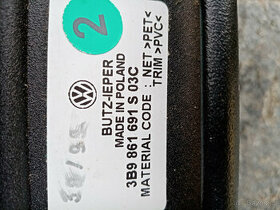 2
BUTZ-IEPER
MADE IN POLAND
3B9 861 691 S 03C
MATERIAL CODE : NET >PET<
TRIM >PVC<